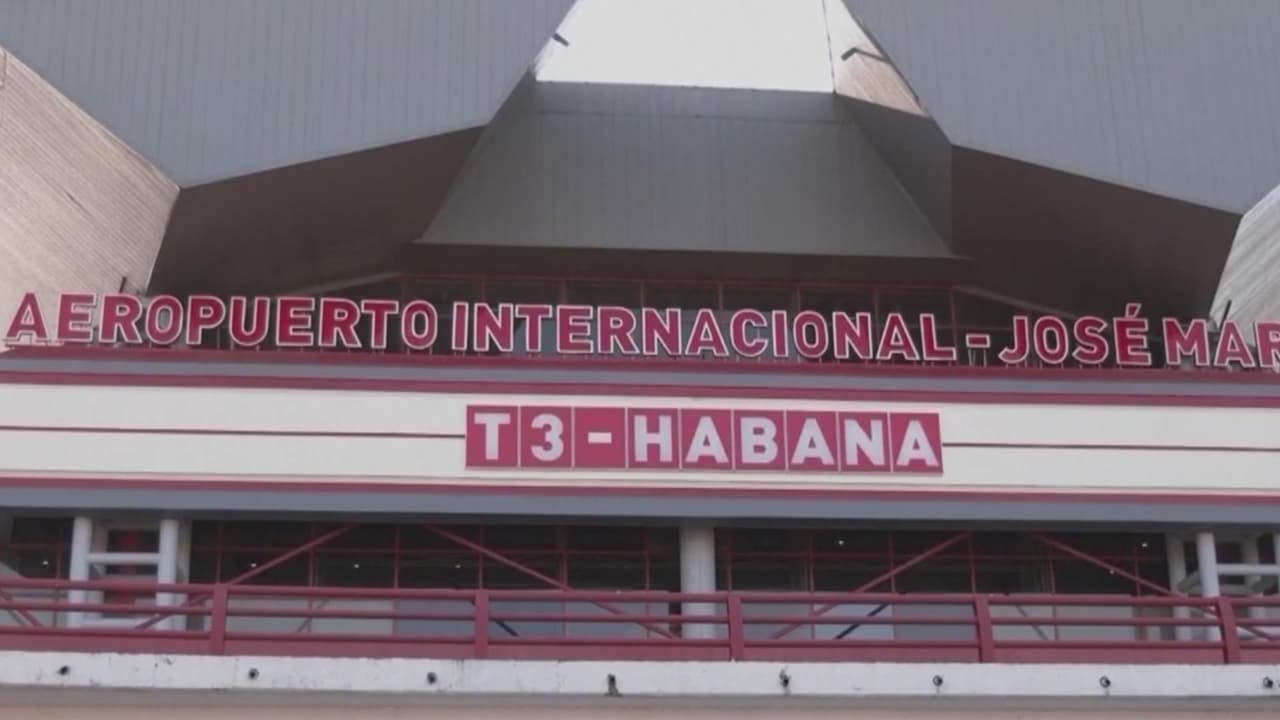 AEROPUERTO INTERNACIONAL - JOSÉ MAR
T3-HABANA